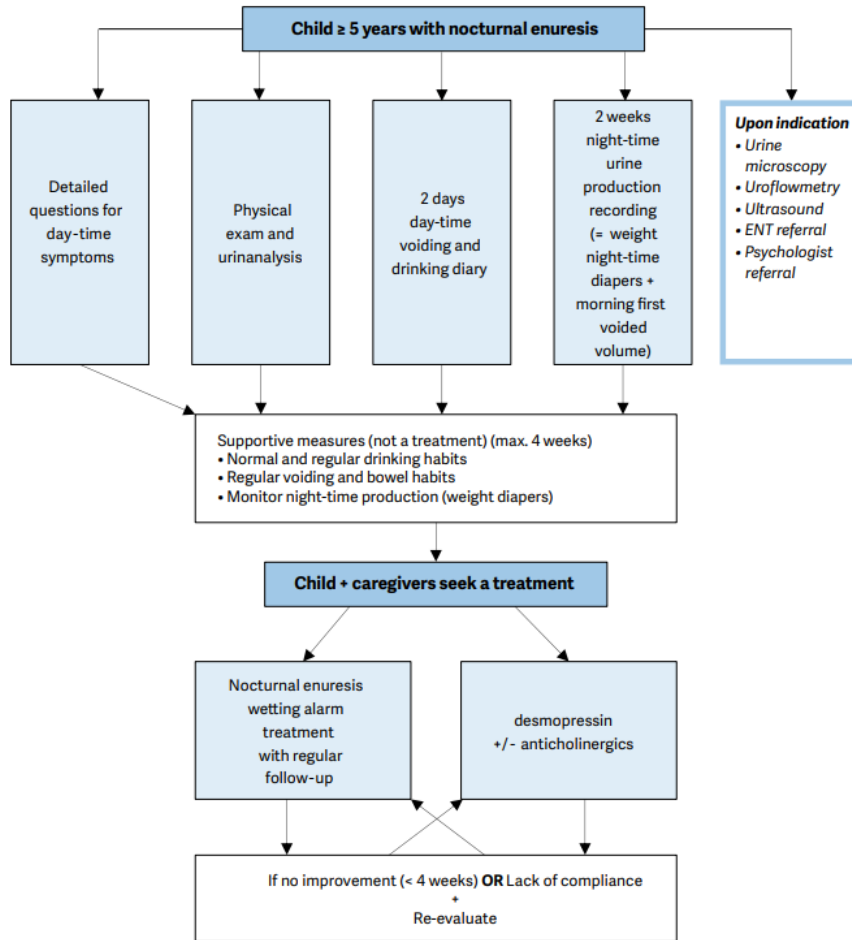 Child ≥ 5 years with nocturnal enuresis
Detailed
questions for
day-time
symptoms
Physical
exam and
urinanalysis
2 days
day-time
voiding and
drinking diary
2 weeks
night-time
urine
production
recording
(= weight
night-time
diapers +
morning first
voided
volume)
Upon indication
• Urine
microscopy
• Uroflowmetry
• Ultrasound
• ENT referral
• Psychologist
referral
Supportive measures (not a treatment) (max. 4 weeks)
• Normal and regular drinking habits
• Regular voiding and bowel habits
• Monitor night-time production (weight diapers)
Child + caregivers seek a treatment
Nocturnal enuresis
wetting alarm
treatment
with regular
follow-up
desmopressin
+/- anticholinergics
If no improvement (< 4 weeks) OR Lack of compliance
+
Re-evaluate